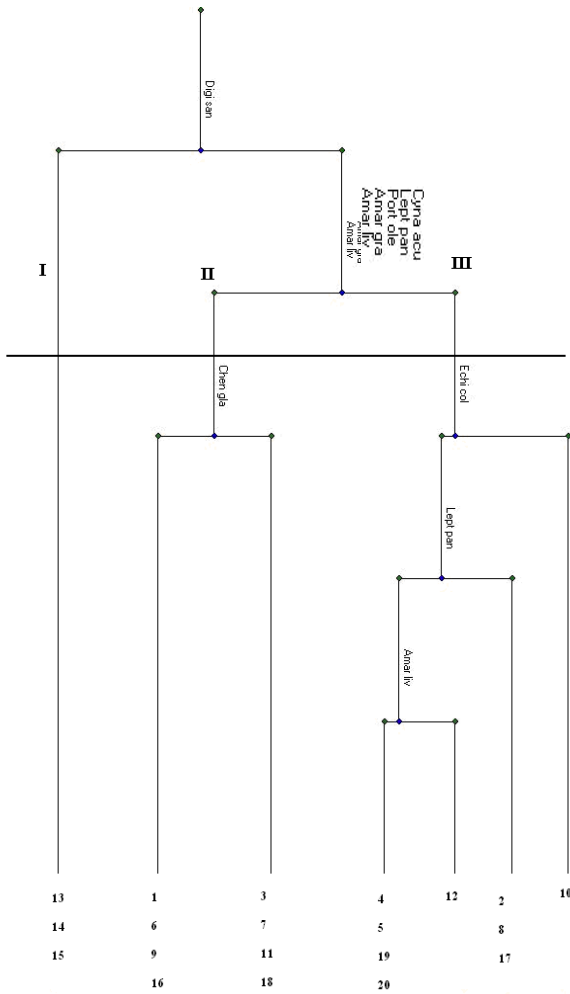 Digi san
Cyna acu
Lept pan
Port ole
Amar gra
Amar liv
Amar gra
Amar liv
I
II
III
Chen gla
Echi col
Lept pan
Amar liv
13 1 3 4 12 2 10
14 6 7 5 8
15 9 11 19 17
16 18 20